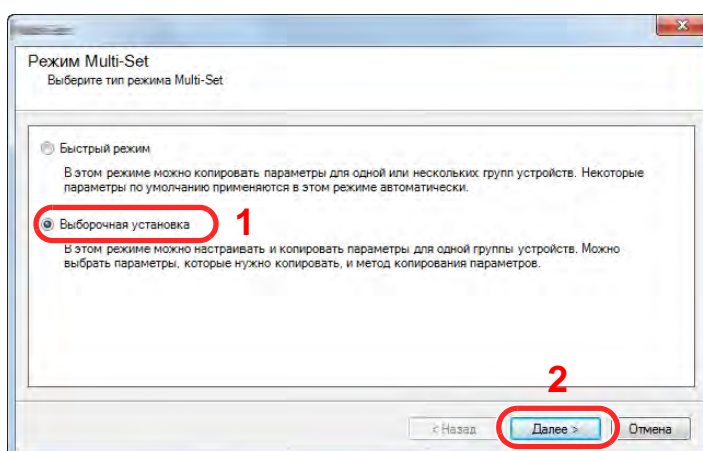 Режим Multi-Set
Выберите тип режима Multi-Set
Быстрый режим
В этом режиме можно копировать параметры для одной или нескольких групп устройств. Некоторые
параметры по умолчанию применяются в этом режиме автоматически.
Выборочная установка 1
В этом режиме можно настраивать и копировать параметры для одной группы устройств. Можно
выбрать параметры, которые нужно копировать, и метод копирования параметров.
2
< Назад Далее > Отмена